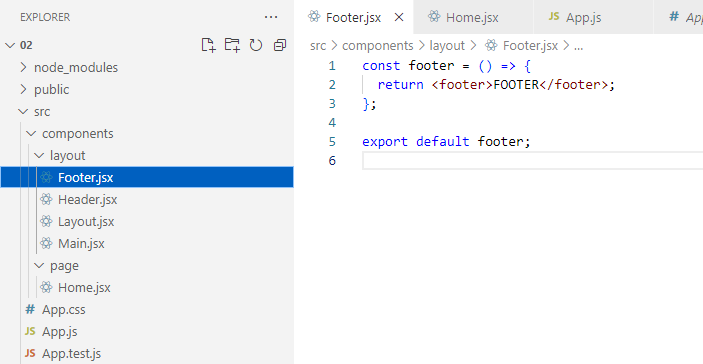 EXPLORER
02
node_modules
public
src
components
layout
Footer.jsx
Header.jsx
Layout.jsx
Main.jsx
page
Home.jsx
# App.css
JS App.js
JS App.test.js
Footer.jsx × Home.jsx JS App.js #
src > components > layout > Footer.jsx > ...
1 const footer = () => {
2 return <footer>FOOTER</footer>;
3 };
4
5 export default footer;
6